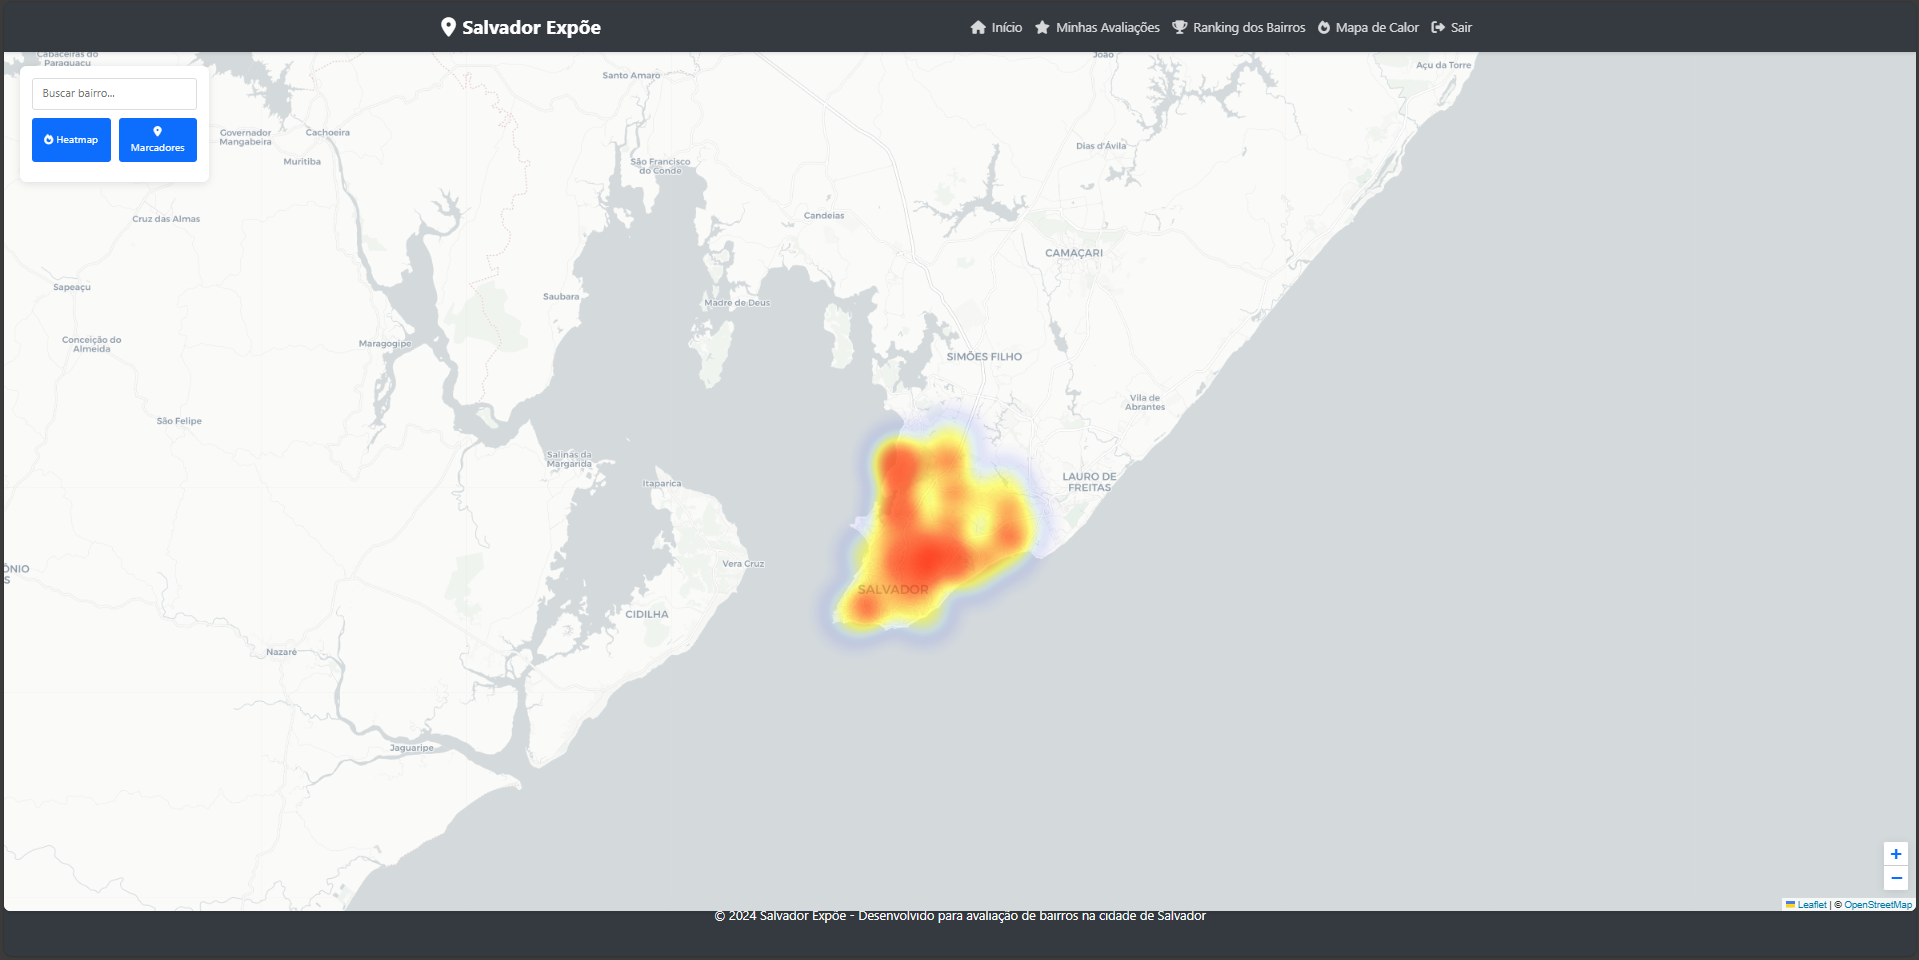 Salvador Expõe
Início
Minhas Avaliações
Ranking dos Bairros
Mapa de Calor
Sair
Buscar bairro...
Heatmap
Marcadores
Cabaceiras do
Paraguaçu
Santo Amaro
João
Açu da Torre
Governador
Mangabeira
Cachoeira
Muritiba
São Francisco
do Conde
Dias d'Ávila
Cruz das Almas
Candeias
CAMAÇARI
Sapeaçu
Saubara
Madre de Deus
Conceição do
Almeida
Maragogipe
SIMÕES FILHO
Vila de
Abrantes
São Felipe
Salinas da
Margarida
Itaparica
LAURO DE
FREITAS
ÔNIO
S
Vera Cruz
SALVADOR
CIDILHA
Nazaré
Jaguaripe
+
−
Leaflet | © OpenStreetMap
© 2024 Salvador Expõe - Desenvolvido para avaliação de bairros na cidade de Salvador